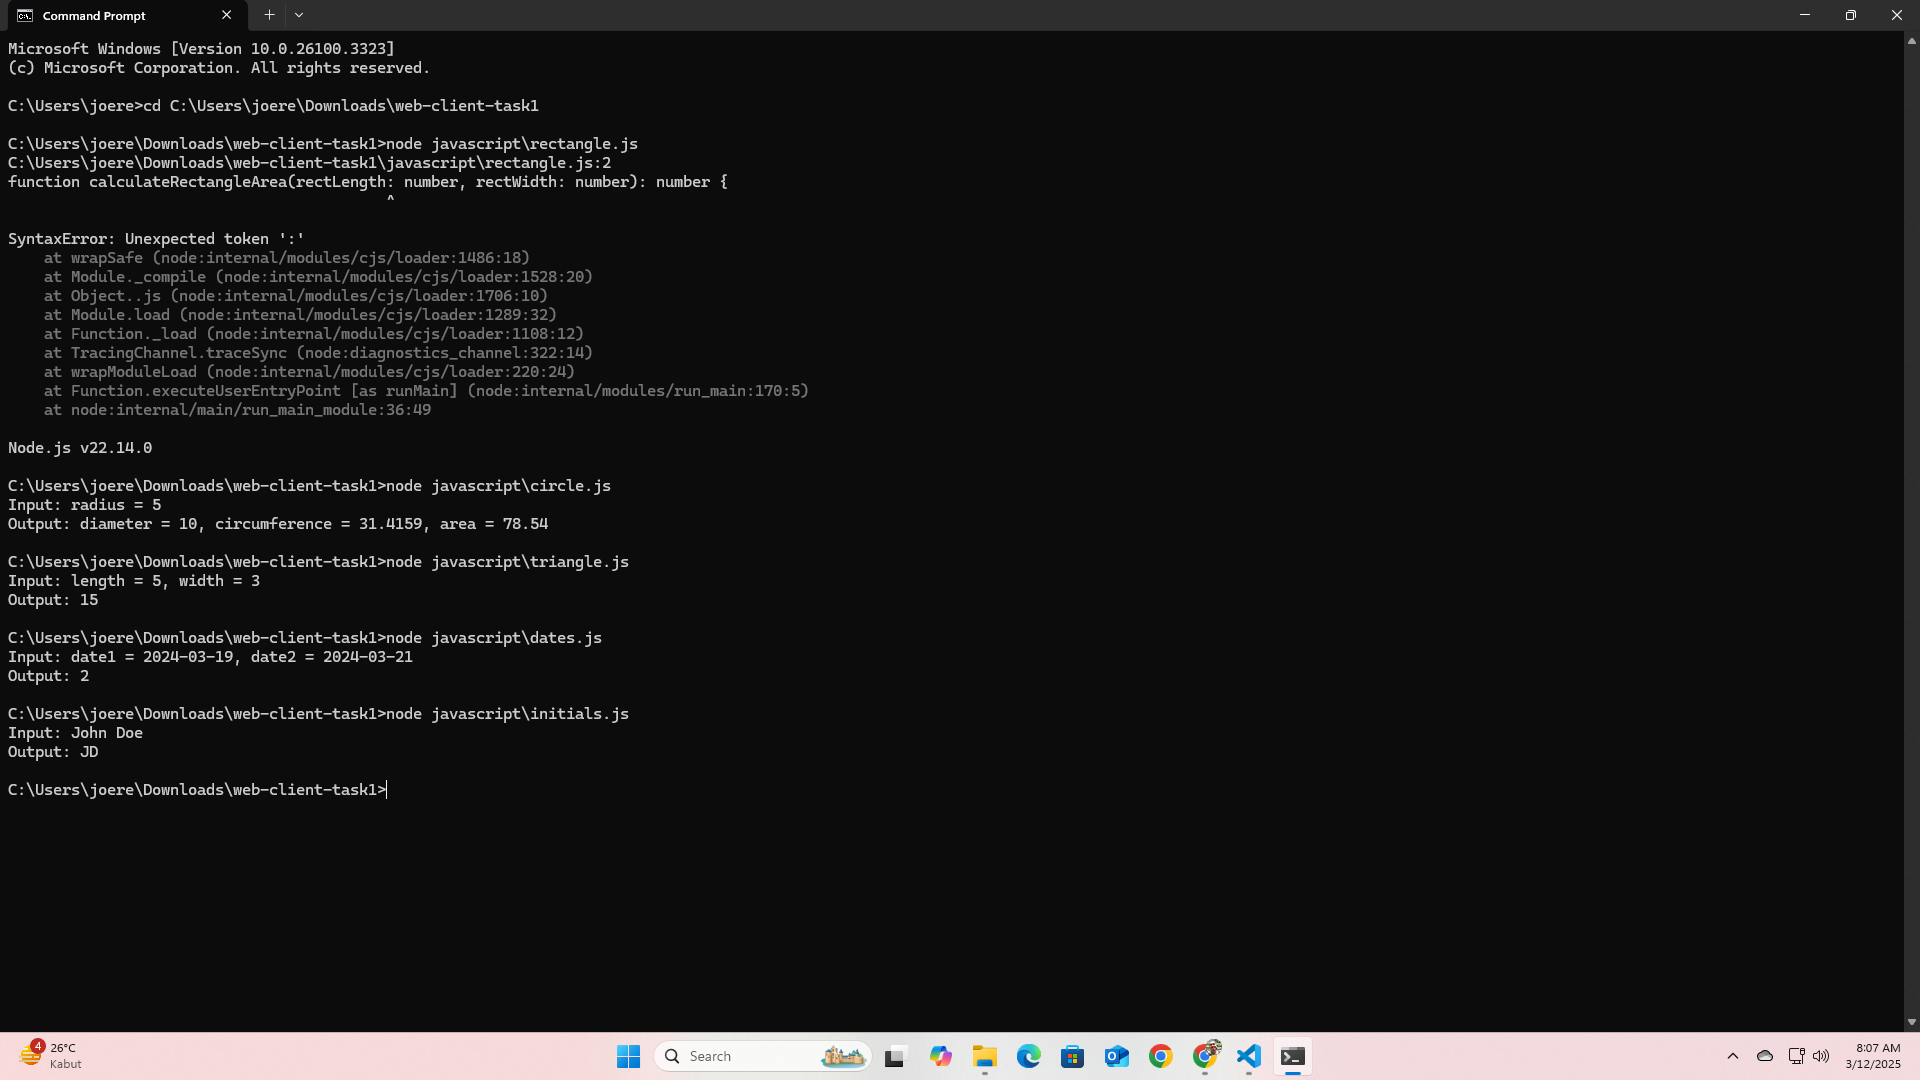 Command Prompt
Microsoft Windows [Version 10.0.26100.3323]
(c) Microsoft Corporation. All rights reserved.
C:\Users\joere>cd C:\Users\joere\Downloads\web-client-task1
C:\Users\joere\Downloads\web-client-task1>node javascript\rectangle.js
C:\Users\joere\Downloads\web-client-task1\javascript\rectangle.js:2
function calculateRectangleArea(rectLength: number, rectWidth: number): number {
                                          ^
SyntaxError: Unexpected token ':'
    at wrapSafe (node:internal/modules/cjs/loader:1486:18)
    at Module._compile (node:internal/modules/cjs/loader:1528:20)
    at Object..js (node:internal/modules/cjs/loader:1706:10)
    at Module.load (node:internal/modules/cjs/loader:1289:32)
    at Function._load (node:internal/modules/cjs/loader:1108:12)
    at TracingChannel.traceSync (node:diagnostics_channel:322:14)
    at wrapModuleLoad (node:internal/modules/cjs/loader:220:24)
    at Function.executeUserEntryPoint [as runMain] (node:internal/modules/run_main:170:5)
    at node:internal/main/run_main_module:36:49
Node.js v22.14.0
C:\Users\joere\Downloads\web-client-task1>node javascript\circle.js
Input: radius = 5
Output: diameter = 10, circumference = 31.4159, area = 78.54
C:\Users\joere\Downloads\web-client-task1>node javascript\triangle.js
Input: length = 5, width = 3
Output: 15
C:\Users\joere\Downloads\web-client-task1>node javascript\dates.js
Input: date1 = 2024-03-19, date2 = 2024-03-21
Output: 2
C:\Users\joere\Downloads\web-client-task1>node javascript\initials.js
Input: John Doe
Output: JD
C:\Users\joere\Downloads\web-client-task1>
4
26°C
Kabut
Search
8:07 AM
3/12/2025